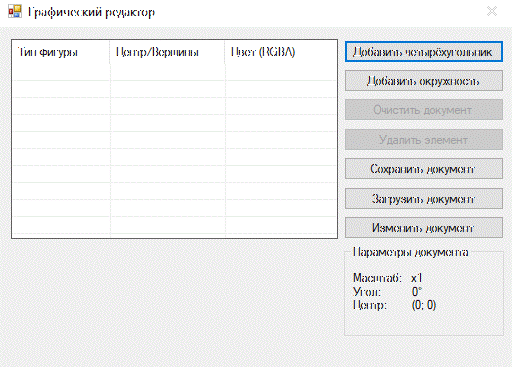 Графический редактор
Тип фигуры Центр/Вершины Цвет (RGBA)
Добавить четырёхугольник
Добавить окружность
Очистить документ
Удалить элемент
Сохранить документ
Загрузить документ
Изменить документ
Параметры документа
Масштаб: x1
Угол: 0°
Центр: (0; 0)